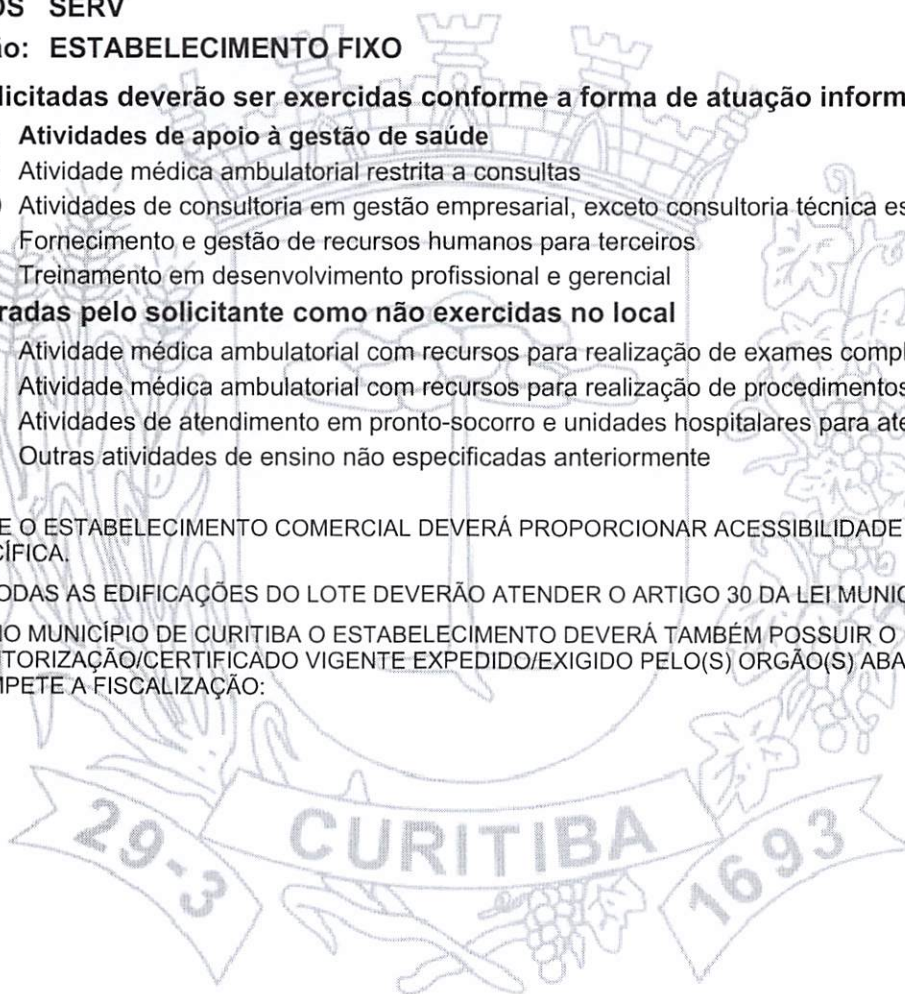 OS SERV
ão: ESTABELECIMENTO FIXO
licitadas deverão ser exercidas conforme a forma de atuação inform
Atividades de apoio à gestão de saúde
Atividade médica ambulatorial restrita a consultas
) Atividades de consultoria em gestão empresarial, exceto consultoria técnica es
Fornecimento e gestão de recursos humanos para terceiros
Treinamento em desenvolvimento profissional e gerencial
radas pelo solicitante como não exercidas no local
Atividade médica ambulatorial com recursos para realização de exames compl
Atividade médica ambulatorial com recursos para realização de procedimentos
Atividades de atendimento em pronto-socorro e unidades hospitalares para ate
Outras atividades de ensino não especificadas anteriormente
E O ESTABELECIMENTO COMERCIAL DEVERÁ PROPORCIONAR ACESSIBILIDADE
CÍFICA.
ODAS AS EDIFICAÇÕES DO LOTE DEVERÃO ATENDER O ARTIGO 30 DA LEI MUNIC
NO MUNICÍPIO DE CURITIBA O ESTABELECIMENTO DEVERÁ TAMBÉM POSSUIR O
TORIZAÇÃO/CERTIFICADO VIGENTE EXPEDIDO/EXIGIDO PELO(S) ORGÃO(S) ABA
MPETE A FISCALIZAÇÃO:
29-3 CURITIBA 1693